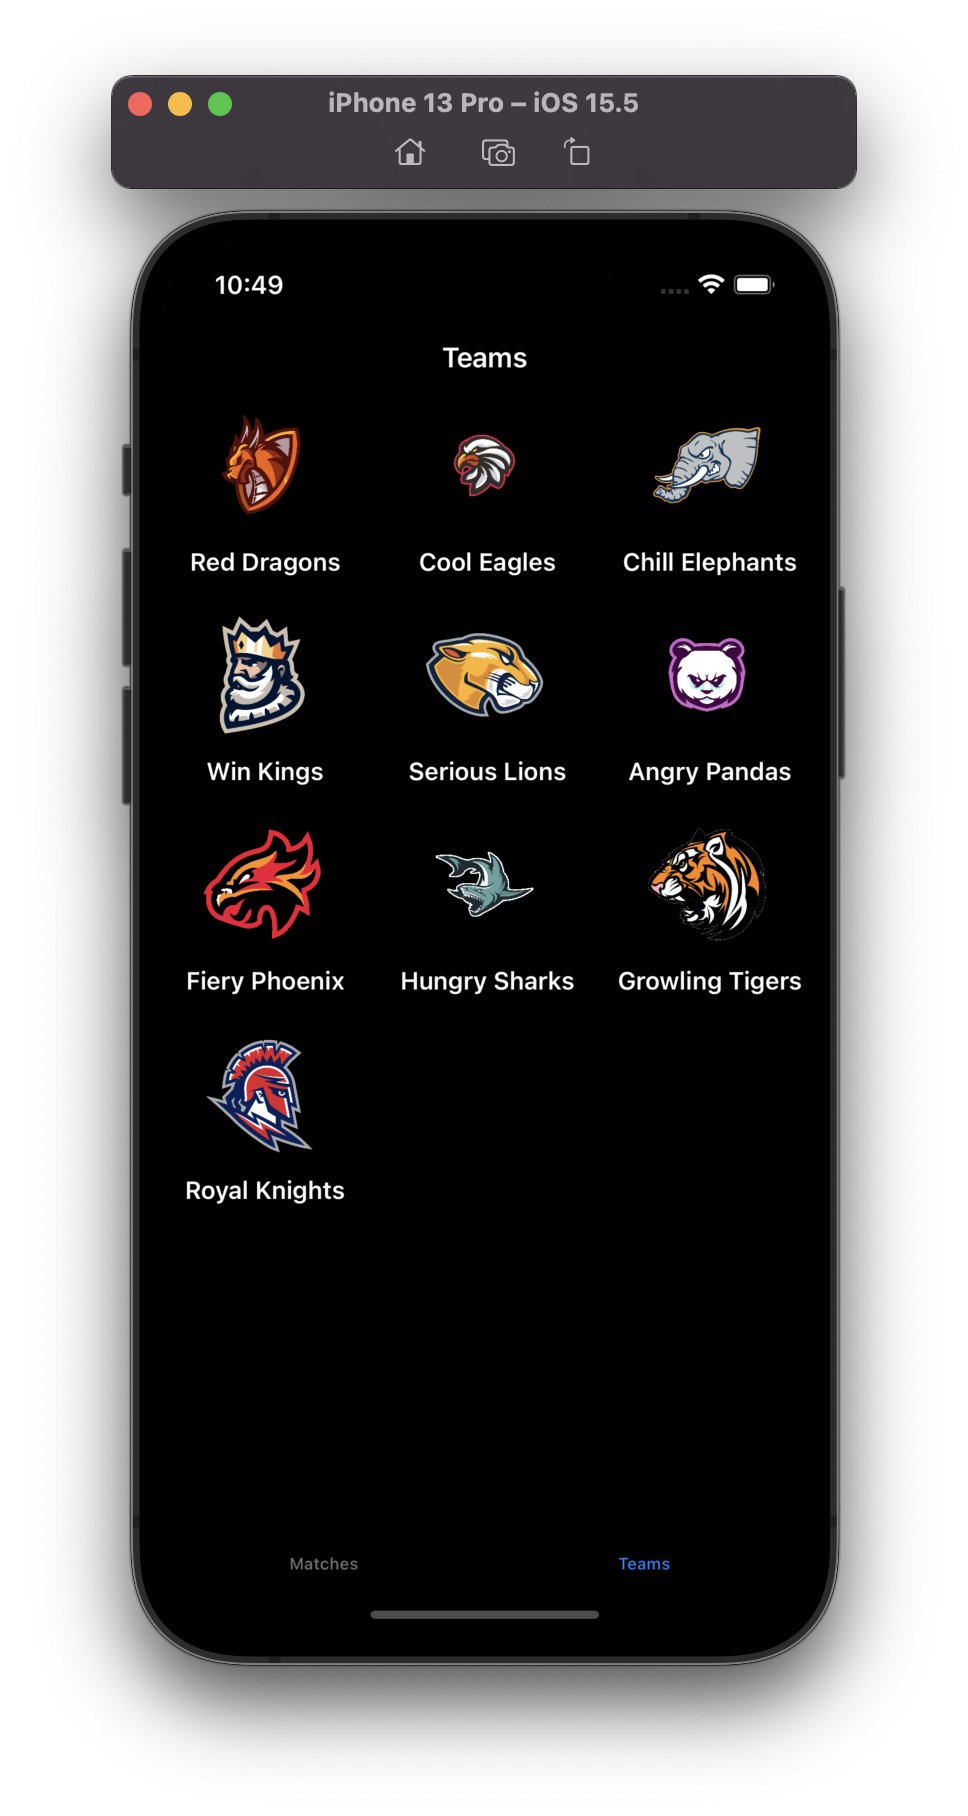 iPhone 13 Pro – iOS 15.5
10:49
Teams
Red Dragons
Cool Eagles
Chill Elephants
Win Kings
Serious Lions
Angry Pandas
Fiery Phoenix
Hungry Sharks
Growling Tigers
Royal Knights
Matches
Teams